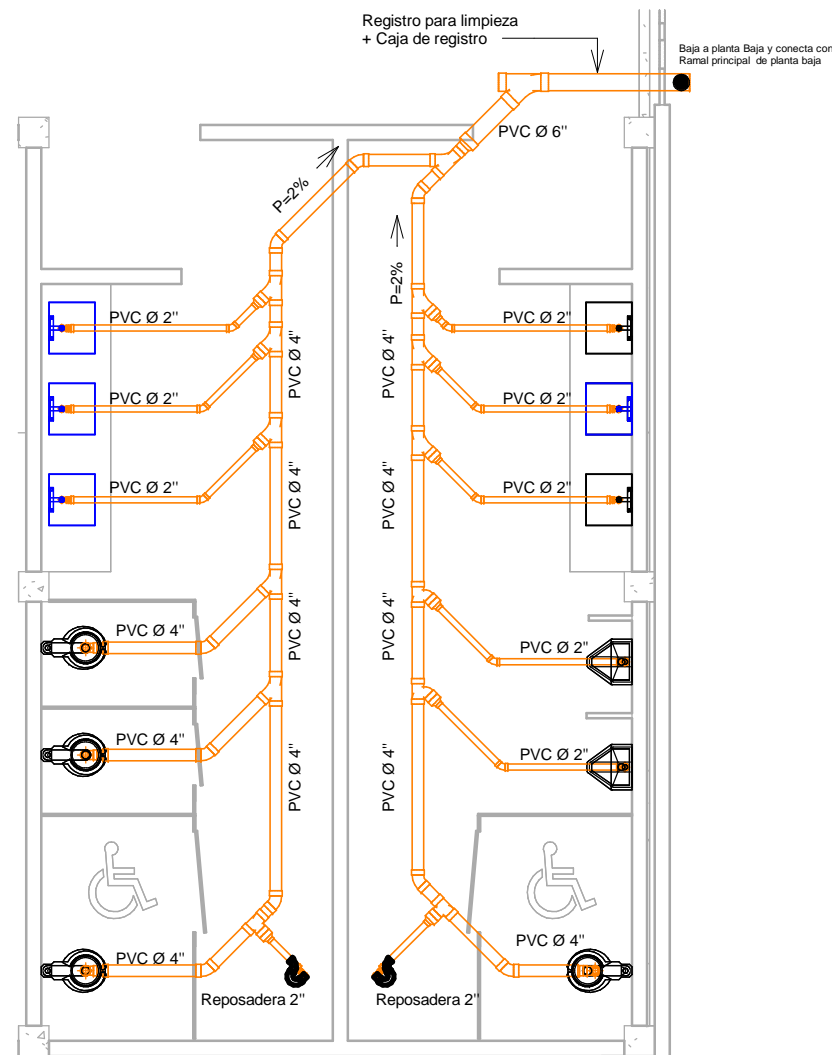 Registro para limpieza
+ Caja de registro
Baja a planta Baja y conecta con
Ramal principal de planta baja
PVC Ø 6"
P=2%
P=2%
PVC Ø 2"
PVC Ø 2"
PVC Ø 4"
PVC Ø 4"
PVC Ø 2"
PVC Ø 2"
PVC Ø 2"
PVC Ø 4"
PVC Ø 4"
PVC Ø 2"
PVC Ø 4"
PVC Ø 4"
PVC Ø 4"
PVC Ø 2"
PVC Ø 4"
PVC Ø 4"
PVC Ø 4"
PVC Ø 2"
PVC Ø 4"
PVC Ø 4"
Reposadera 2"
Reposadera 2"